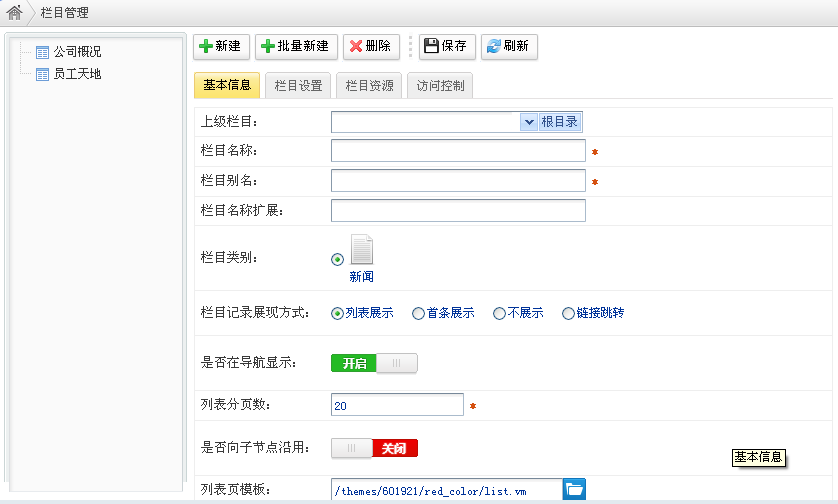 栏目管理
公司概况
员工天地
新建 批量新建 删除 保存 刷新
基本信息 栏目设置 栏目资源 访问控制
上级栏目： 根目录
栏目名称： *
栏目别名： *
栏目名称扩展：
栏目类别：
新闻
栏目记录展现方式： 列表展示 首条展示 不展示 链接跳转
是否在导航显示： 开启
列表分页数： 20 *
是否向子节点沿用： 关闭
基本信息
列表页模板： /themes/601921/red_color/list.vm